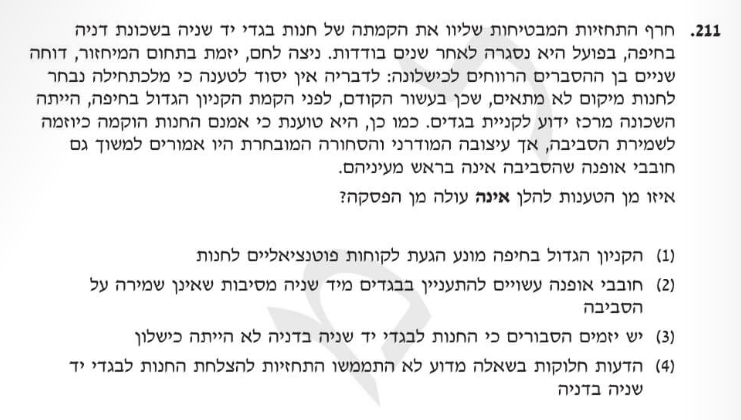 211. חרף התחזיות המבטיחות שליוו את הקמתה של חנות בגדי יד שניה בשכונת דניה
בחיפה, בפועל היא נסגרה לאחר שנים בודדות. ניצה לחם, יזמת בתחום המיחזור, דוחה
שניים בן ההסברים הרווחים לכישלונה: לדבריה אין יסוד לטענה כי מלכתחילה נבחר
לחנות מיקום לא מתאים, שכן בעשור הקודם, לפני הקמת הקניון הגדול בחיפה, הייתה
השכונה מרכז ידוע לקניית בגדים. כמו כן, היא טוענת כי אמנם החנות הוקמה כיוזמה
לשמירת הסביבה, אך עיצובה המודרני והסחורה המובחרת היו אמורים למשוך גם
חובבי אופנה שהסביבה אינה בראש מעיניהם.
איזו מן הטענות להלן אינה עולה מן הפסקה?
(1) הקניון הגדול בחיפה מונע הגעת לקוחות פוטנציאליים לחנות
(2) חובבי אופנה עשויים להתעניין בבגדים מיד שניה מסיבות שאינן שמירה על
הסביבה
(3) יש יזמים הסבורים כי החנות לבגדי יד שניה בדניה לא הייתה כישלון
(4) הדעות חלוקות בשאלה מדוע לא התממשו התחזיות להצלחת החנות לבגדי יד
שניה בדניה